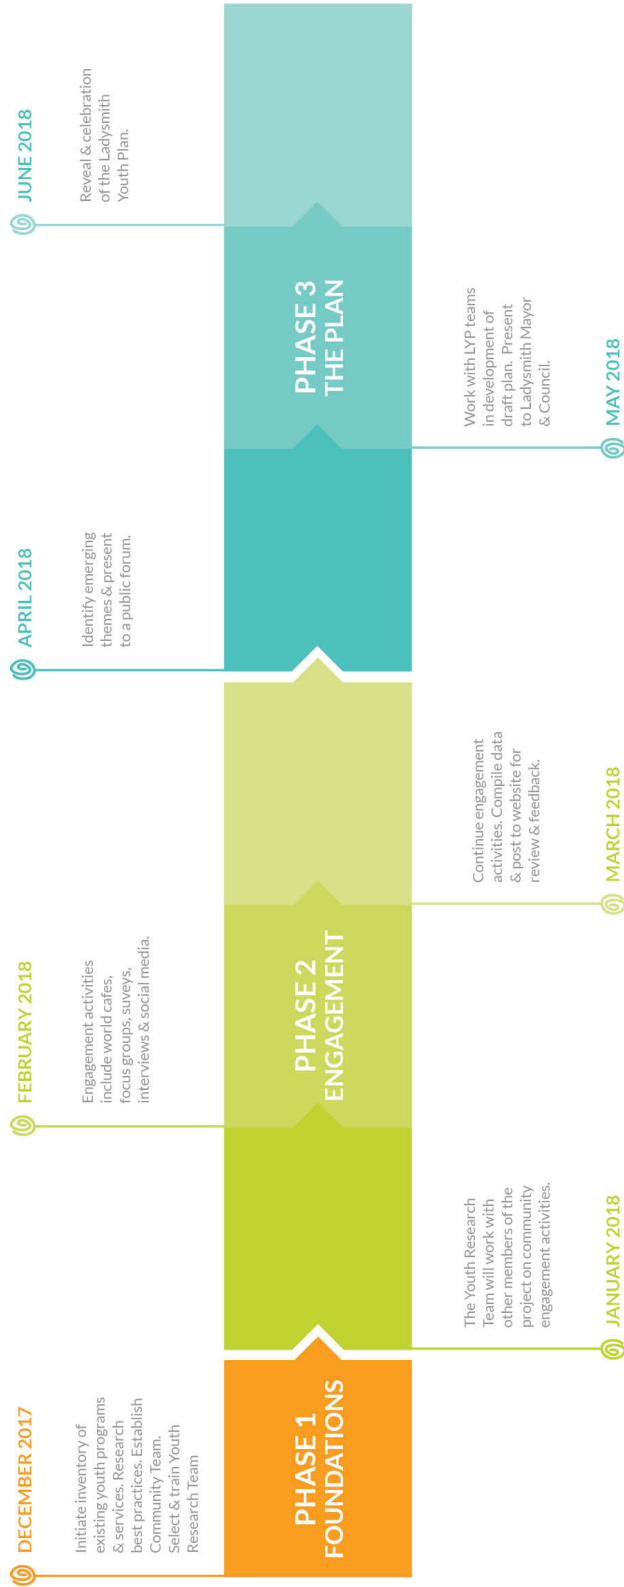 DECEMBER 2017
Initiate inventory of
existing youth programs
& services. Research
best practices. Establish
Community Team.
Select & train Youth
Research Team
PHASE 1
FOUNDATIONS
JANUARY 2018
The Youth Research
Team will work with
other members of the
project on community
engagement activities.
FEBRUARY 2018
Engagement activities
include world cafes,
focus groups, suveys,
interviews & social media.
PHASE 2
ENGAGEMENT
MARCH 2018
Continue engagement
activities. Compile data
& post to website for
review & feedback.
APRIL 2018
Identify emerging
themes & present
to a public forum.
PHASE 3
THE PLAN
MAY 2018
Work with LYP teams
in development of
draft plan. Present
to Ladysmith Mayor
& Council.
JUNE 2018
Reveal & celebration
of the Ladysmith
Youth Plan.